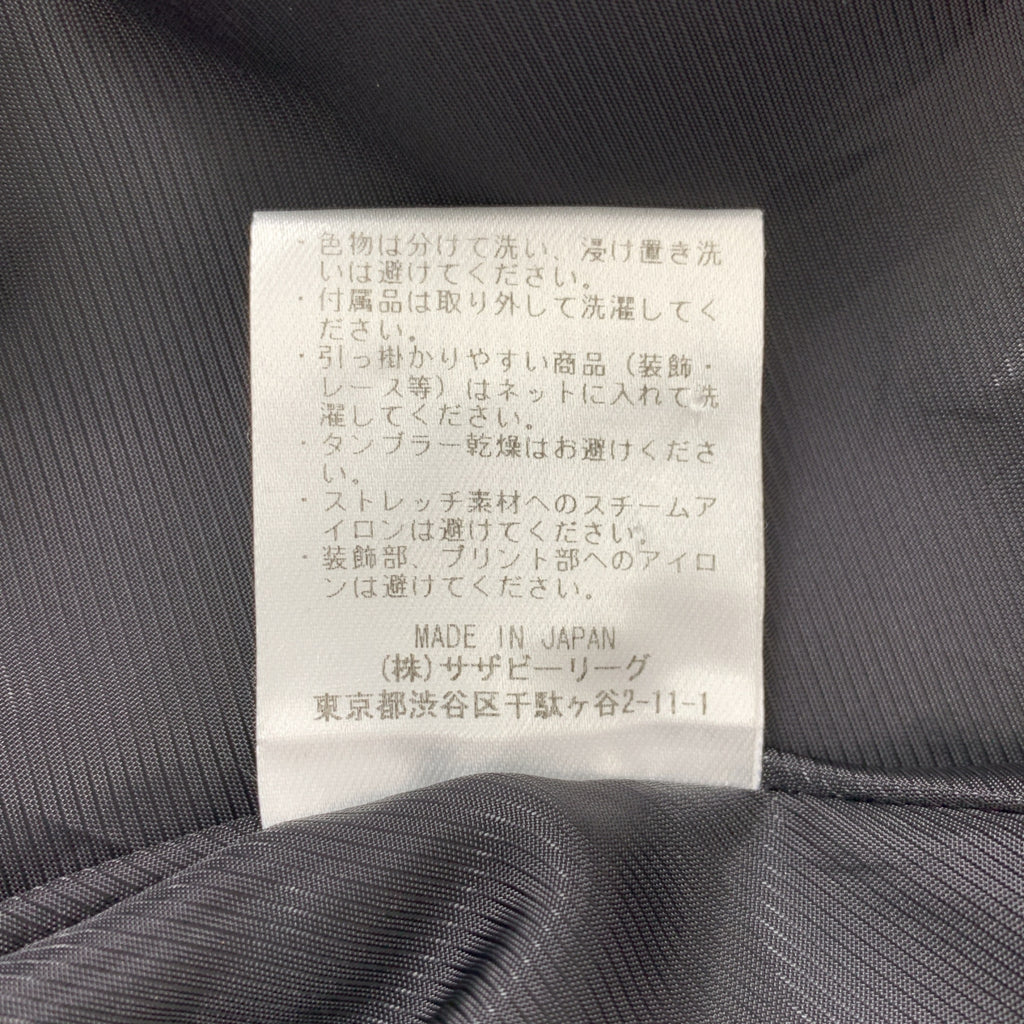 ・色物は分けて洗い、浸け置き洗
いは避けてください。
・付属品は取り外して洗濯してく
ださい。
・引っ掛かりやすい商品（装飾・
レース等）はネットに入れて洗
濯してください。
・タンブラー乾燥はお避けくださ
い。
・ストレッチ素材へのスチームア
イロンは避けてください。
・装飾部、プリント部へのアイロ
ンは避けてください。
MADE IN JAPAN
(株)サザビーリーグ
東京都渋谷区千駄ヶ谷2-11-1